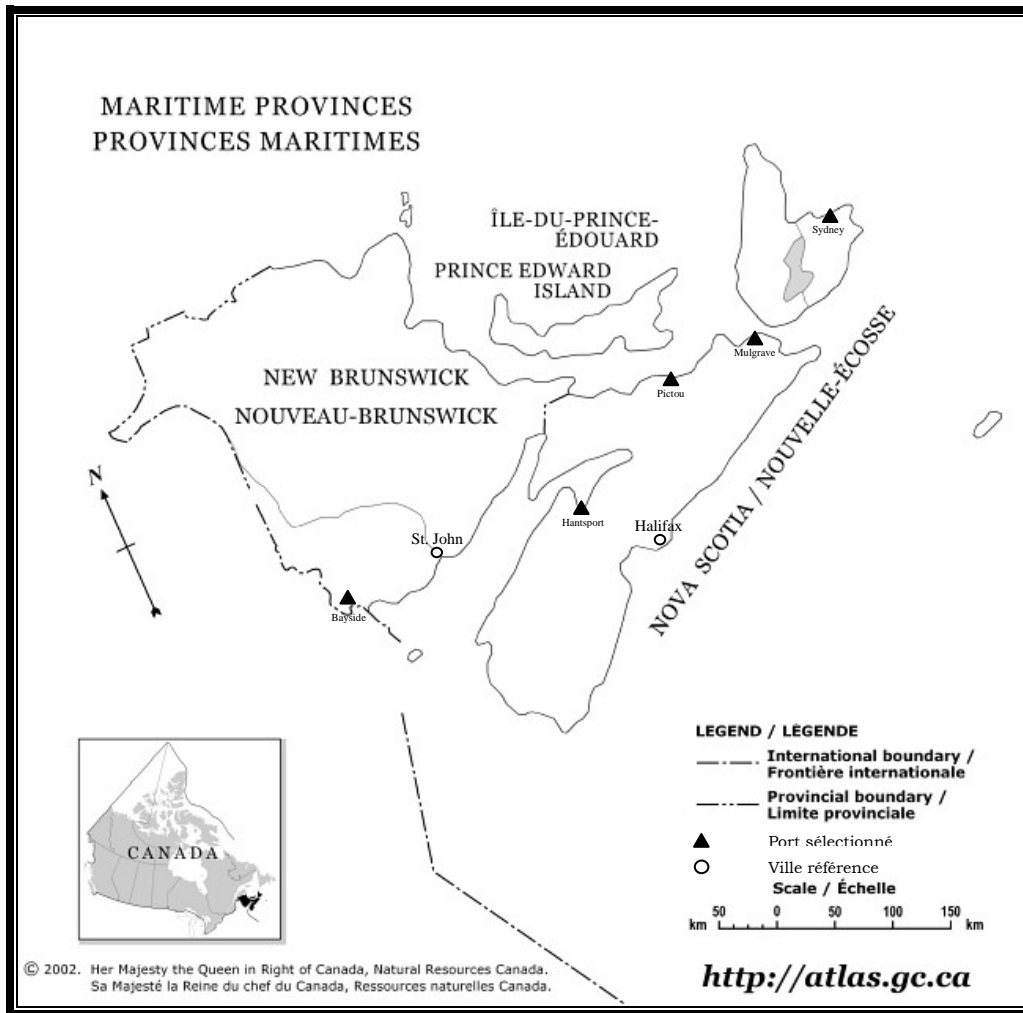 MARITIME PROVINCES
PROVINCES MARITIMES
ÎLE-DU-PRINCE-
ÉDOUARD
PRINCE EDWARD
ISLAND
Sydney
Mulgrave
NEW BRUNSWICK
NOUVEAU-BRUNSWICK
Pictou
NOVA SCOTIA / NOUVELLE-ÉCOSSE
N
Hantsport
Halifax
St. John
Bayside
CANADA
LEGEND / LÉGENDE
International boundary /
Frontière internationale
Provincial boundary /
Limite provinciale
Port sélectionné
Ville référence
Scale / Échelle
50 0 50 100 150
km km
© 2002. Her Majesty the Queen in Right of Canada, Natural Resources Canada.
Sa Majesté la Reine du chef du Canada, Ressources naturelles Canada.
http://atlas.gc.ca